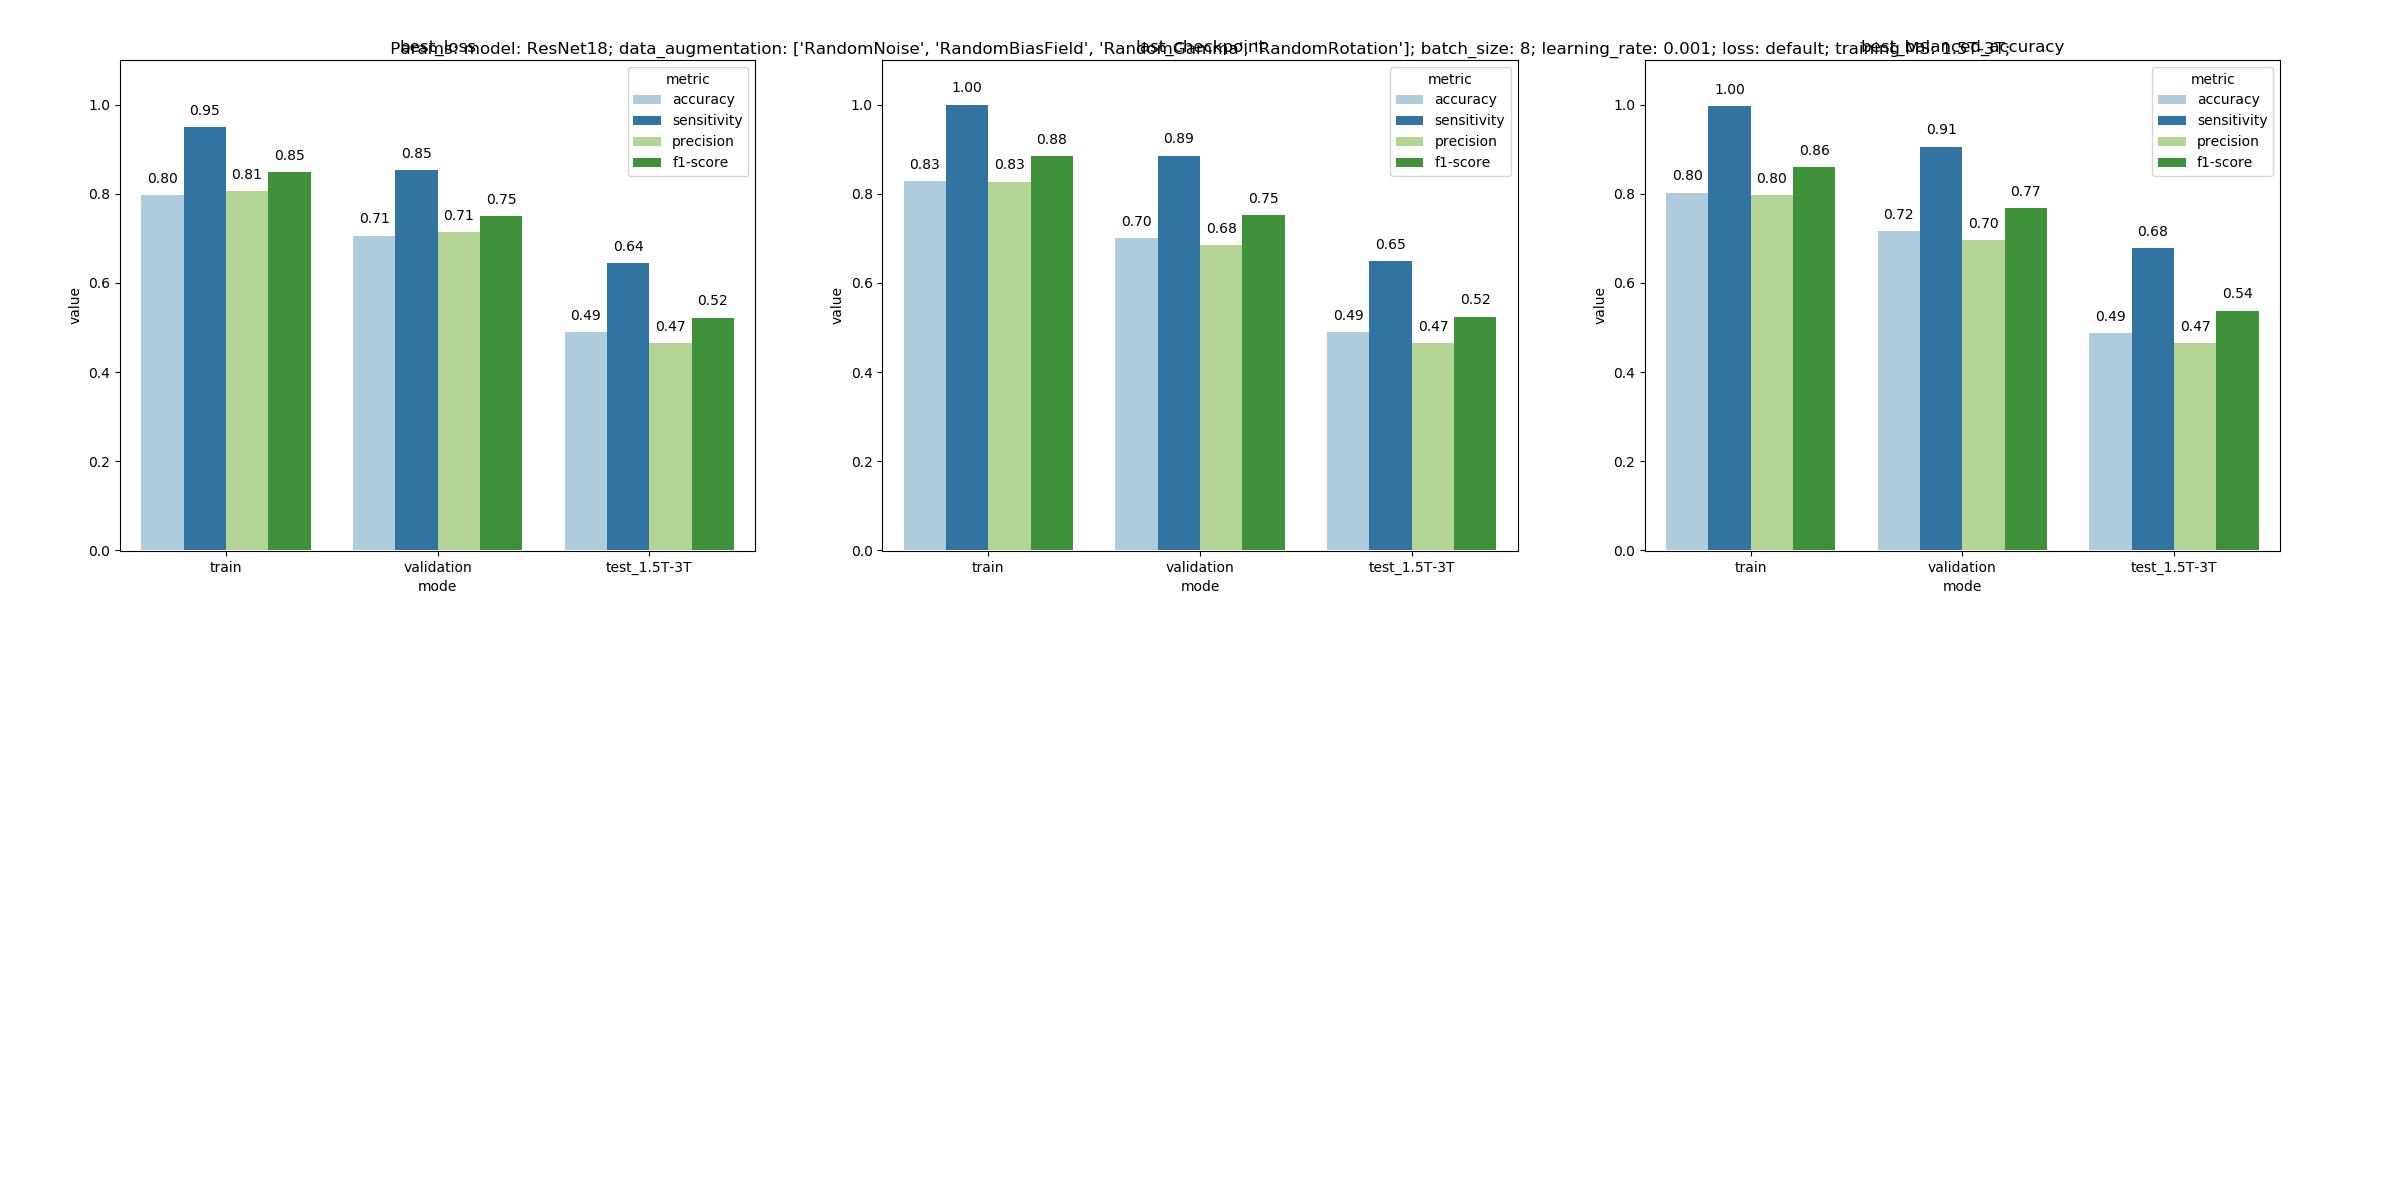 Params: model: ResNet18; data_augmentation: ['RandomNoise', 'RandomBiasField', 'RandomGamma', 'RandomRotation']; batch_size: 8; learning_rate: 0.001; loss: default; training_MS: 1.5T-3T;
best_loss
metric
accuracy
sensitivity
precision
f1-score
value
1.0
0.8
0.6
0.4
0.2
0.0
0.80
0.95
0.81
0.85
0.71
0.85
0.71
0.75
0.49
0.64
0.47
0.52
train
validation
test_1.5T-3T
mode
last_checkpoint
metric
accuracy
sensitivity
precision
f1-score
value
1.0
0.8
0.6
0.4
0.2
0.0
0.83
1.00
0.83
0.88
0.70
0.89
0.68
0.75
0.49
0.65
0.47
0.52
train
validation
test_1.5T-3T
mode
best_balanced_accuracy
metric
accuracy
sensitivity
precision
f1-score
value
1.0
0.8
0.6
0.4
0.2
0.0
0.80
1.00
0.80
0.86
0.72
0.91
0.70
0.77
0.49
0.68
0.47
0.54
train
validation
test_1.5T-3T
mode